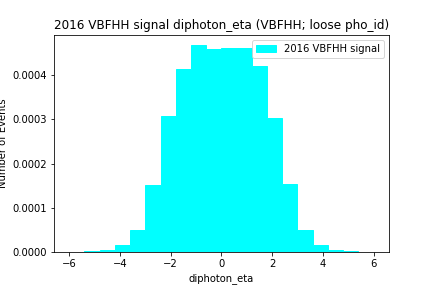 2016 VBFHH signal diphoton_eta (VBFHH; loose pho_id)
2016 VBFHH signal
0.0004
0.0003
0.0002
0.0001
0.0000
Number of Events
−6 −4 −2 0 2 4 6
diphoton_eta